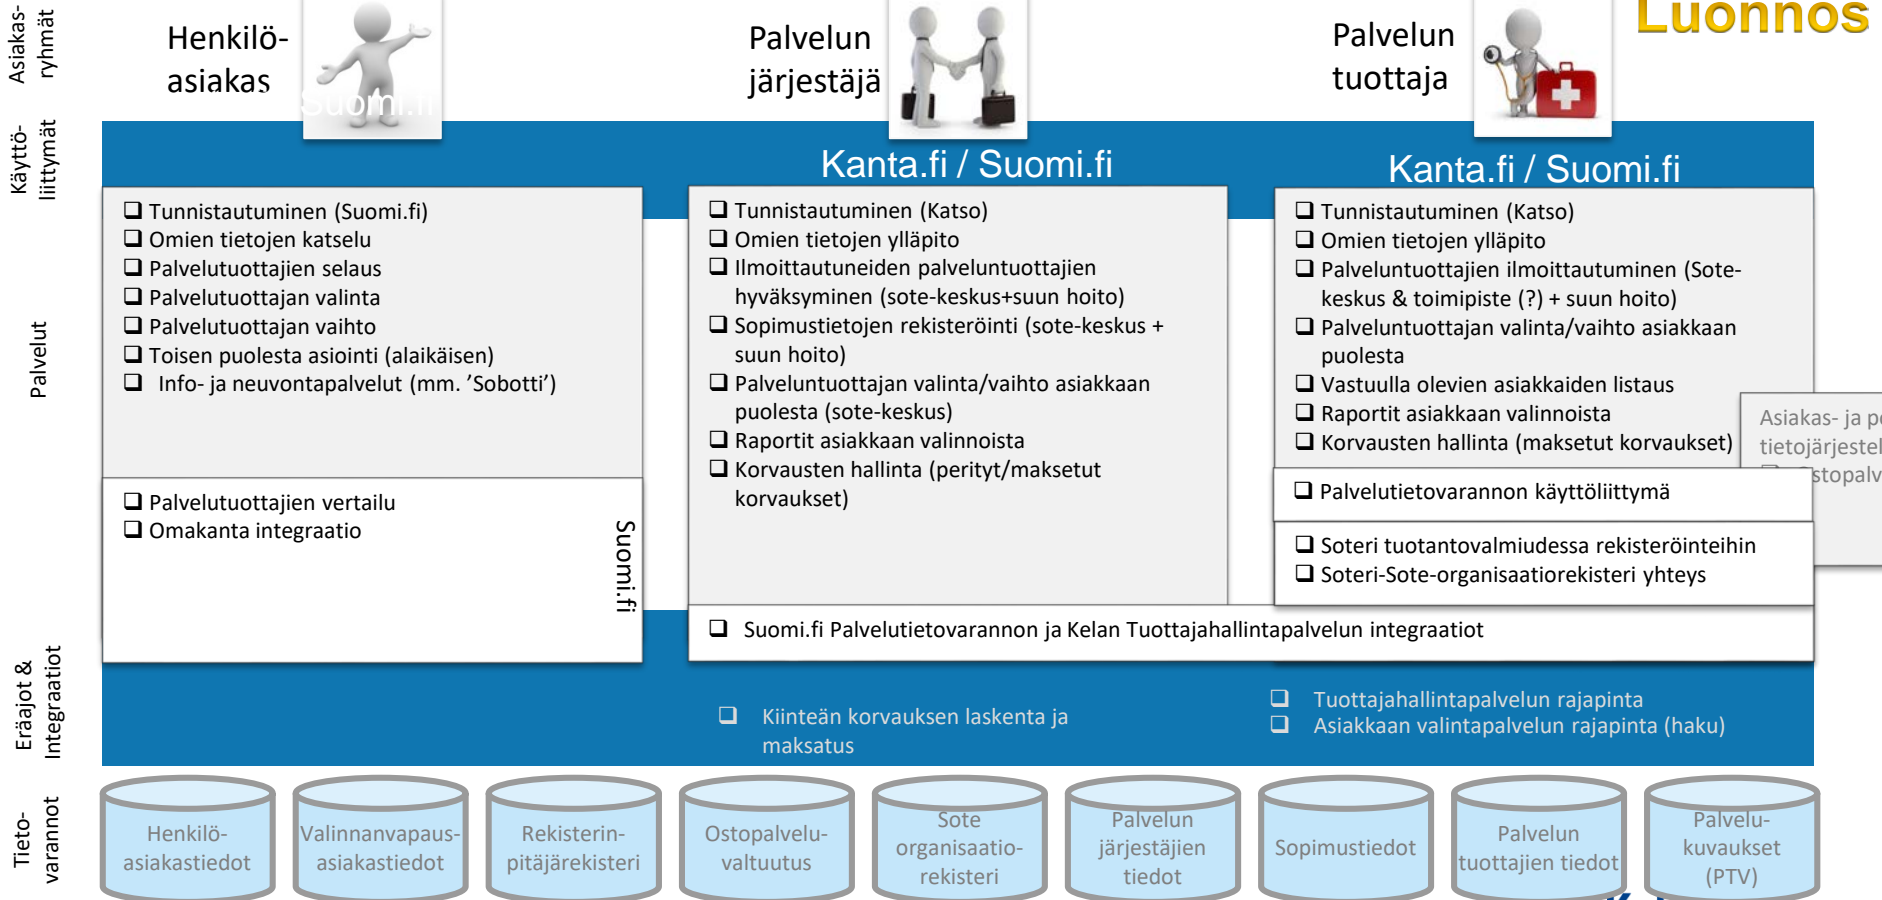 Luonnos
Asiakas-
ryhmät
Henkilö-
asiakas
Palvelun
järjestäjä
Palvelun
tuottaja
Käyttö-
liittymät
Suomi.fi
Kanta.fi / Suomi.fi
Kanta.fi / Suomi.fi
Palvelut
Tunnistautuminen (Suomi.fi)
Omien tietojen katselu
Palvelutuottajien selaus
Palvelutuottajan valinta
Palvelutuottajan vaihto
Toisen puolesta asiointi (alaikäisen)
Info- ja neuvontapalvelut (mm. ’Sobotti’)
Palvelutuottajien vertailu
Omakanta integraatio
Suomi.fi
Tunnistautuminen (Katso)
Omien tietojen ylläpito
Ilmoittautuneiden palveluntuottajien
hyväksyminen (sote-keskus+suun hoito)
Sopimustietojen rekisteröinti (sote-keskus +
suun hoito)
Palveluntuottajan valinta/vaihto asiakkaan
puolesta (sote-keskus)
Raportit asiakkaan valinnoista
Korvausten hallinta (perityt/maksetut
korvaukset)
Tunnistautuminen (Katso)
Omien tietojen ylläpito
Palveluntuottajien ilmoittautuminen (Sote-
keskus & toimipiste (?) + suun hoito)
Palveluntuottajan valinta/vaihto asiakkaan
puolesta
Vastuulla olevien asiakkaiden listaus
Raportit asiakkaan valinnoista
Korvausten hallinta (maksetut korvaukset)
Asiakas- ja
Palvelutietovarannon käyttöliittymä
Soteri tuotantovalmiudessa rekisteröinteihin
Soteri-Sote-organisaatiorekisteri yhteys
Suomi.fi Palvelutietovarannon ja Kelan Tuottajahallintapalvelun integraatiot
Eräajot &
Integraatiot
Kiinteän korvauksen laskenta ja
maksatus
Tuottajahallintapalvelun rajapinta
Asiakkaan valintapalvelun rajapinta (haku)
Tieto-
varannot
Henkilö-
asiakastiedot
Valinnanvapaus-
asiakastiedot
Rekisterin-
pitäjärekisteri
Ostopalvelu-
valtuutus
Sote
organisaatio-
rekisteri
Palvelun
järjestäjien
tiedot
Sopimustiedot
Palvelun
tuottajien tiedot
Palvelu-
kuvaukset
(PTV)